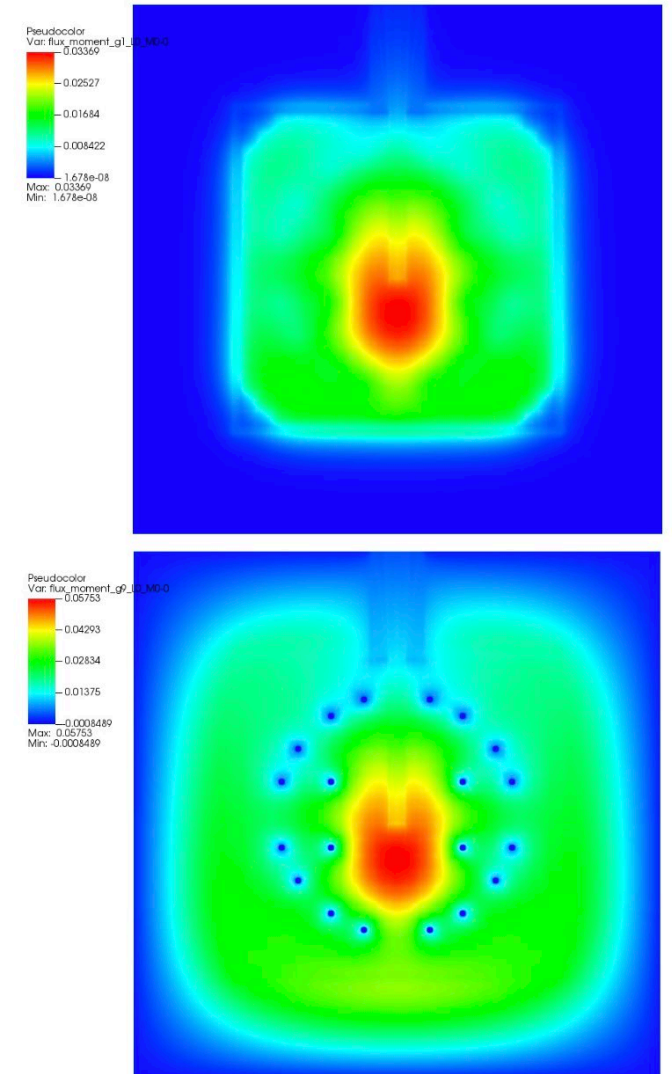 Pseudocolor
Var: flux_moment_g1_L0_M0-0
0.03369
0.02527
0.01684
0.008422
1.678e-08
Max: 0.03369
Min: 1.678e-08
Pseudocolor
Var: flux_moment_g9_L0_M0-0
0.05753
0.04293
0.02834
0.01375
-0.0008489
Max: 0.05753
Min: -0.0008489